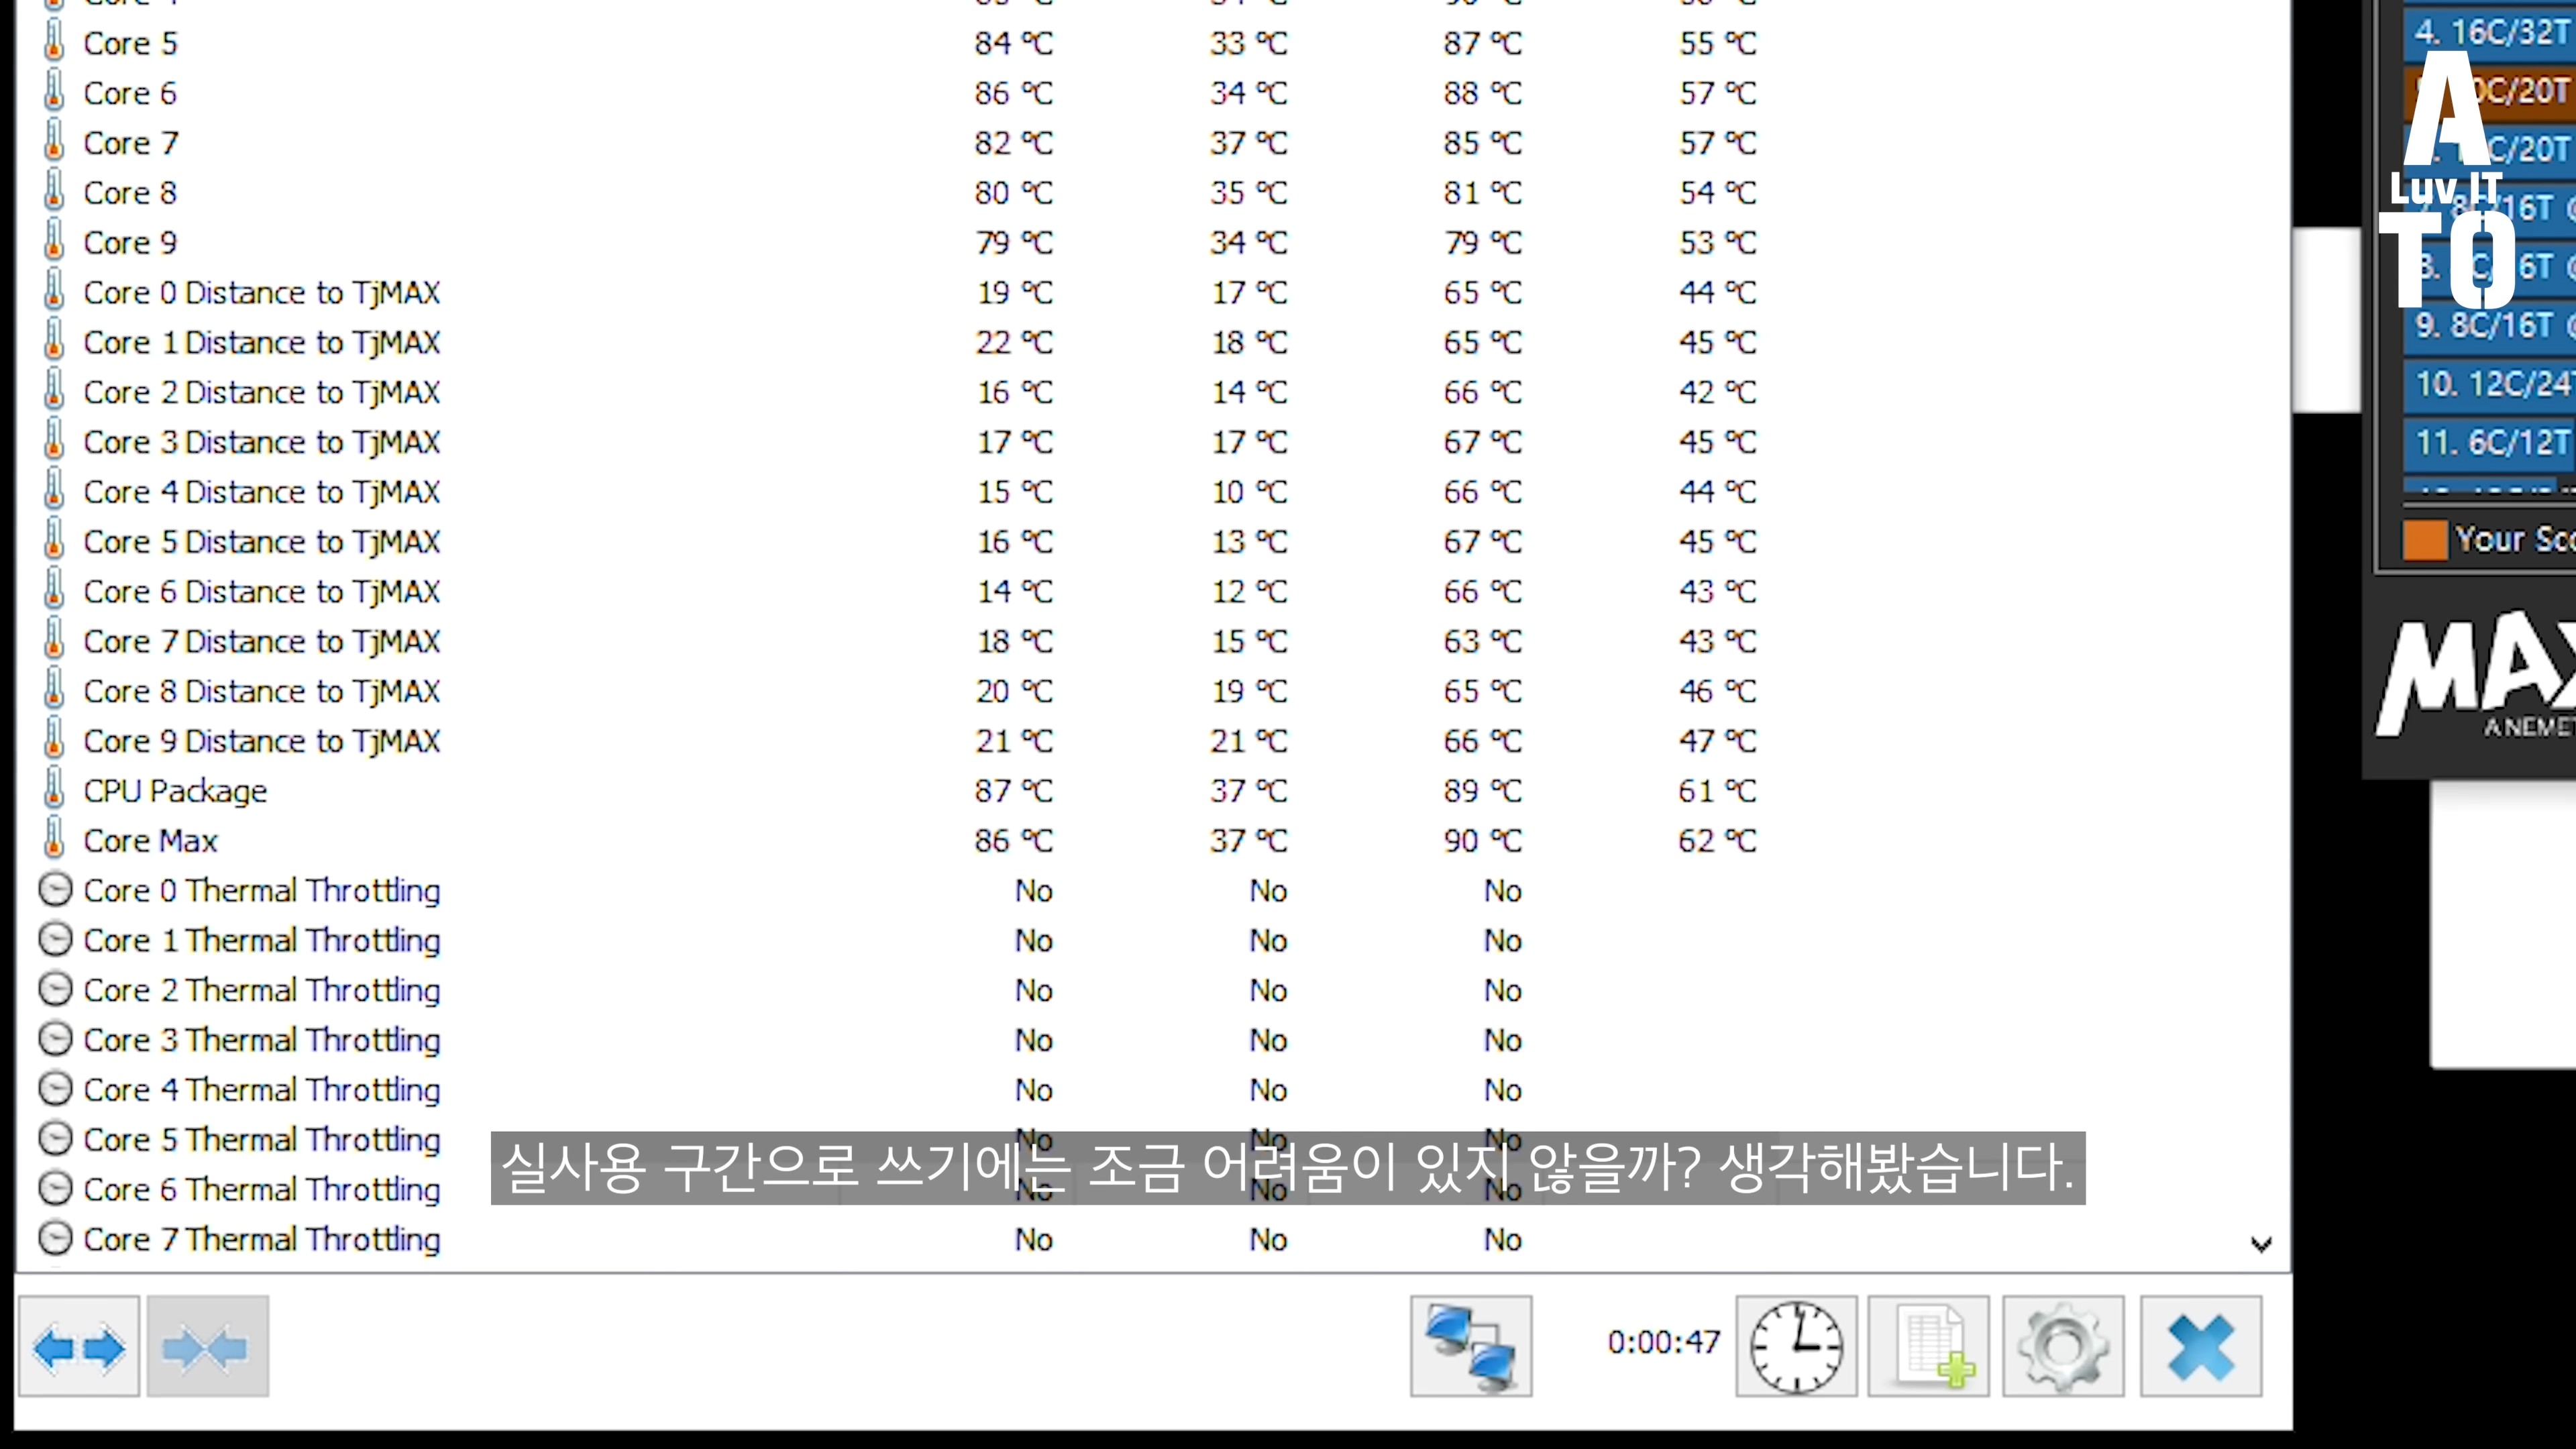 Core 5 84 °C 33 °C 87 °C 55 °C
Core 6 86 °C 34 °C 88 °C 57 °C
Core 7 82 °C 37 °C 85 °C 57 °C
Core 8 80 °C 35 °C 81 °C 54 °C
Core 9 79 °C 34 °C 79 °C 53 °C
Core 0 Distance to TjMAX 19 °C 17 °C 65 °C 44 °C
Core 1 Distance to TjMAX 22 °C 18 °C 65 °C 45 °C
Core 2 Distance to TjMAX 16 °C 14 °C 66 °C 42 °C
Core 3 Distance to TjMAX 17 °C 17 °C 67 °C 45 °C
Core 4 Distance to TjMAX 15 °C 10 °C 66 °C 44 °C
Core 5 Distance to TjMAX 16 °C 13 °C 67 °C 45 °C
Core 6 Distance to TjMAX 14 °C 12 °C 66 °C 43 °C
Core 7 Distance to TjMAX 18 °C 15 °C 63 °C 43 °C
Core 8 Distance to TjMAX 20 °C 19 °C 65 °C 46 °C
Core 9 Distance to TjMAX 21 °C 21 °C 66 °C 47 °C
CPU Package 87 °C 37 °C 89 °C 61 °C
Core Max 86 °C 37 °C 90 °C 62 °C
Core 0 Thermal Throttling No No No
Core 1 Thermal Throttling No No No
Core 2 Thermal Throttling No No No
Core 3 Thermal Throttling No No No
Core 4 Thermal Throttling No No No
Core 5 Thermal Throttling No No No
Core 6 Thermal Throttling No No No
Core 7 Thermal Throttling No No No
실사용 구간으로 쓰기에는 조금 어려움이 있지 않을까? 생각해봤습니다.
0:00:47
4. 16C/32T
A
Luv IT
TO
9. 8C/16T
10. 12C/24
11. 6C/12T
Your